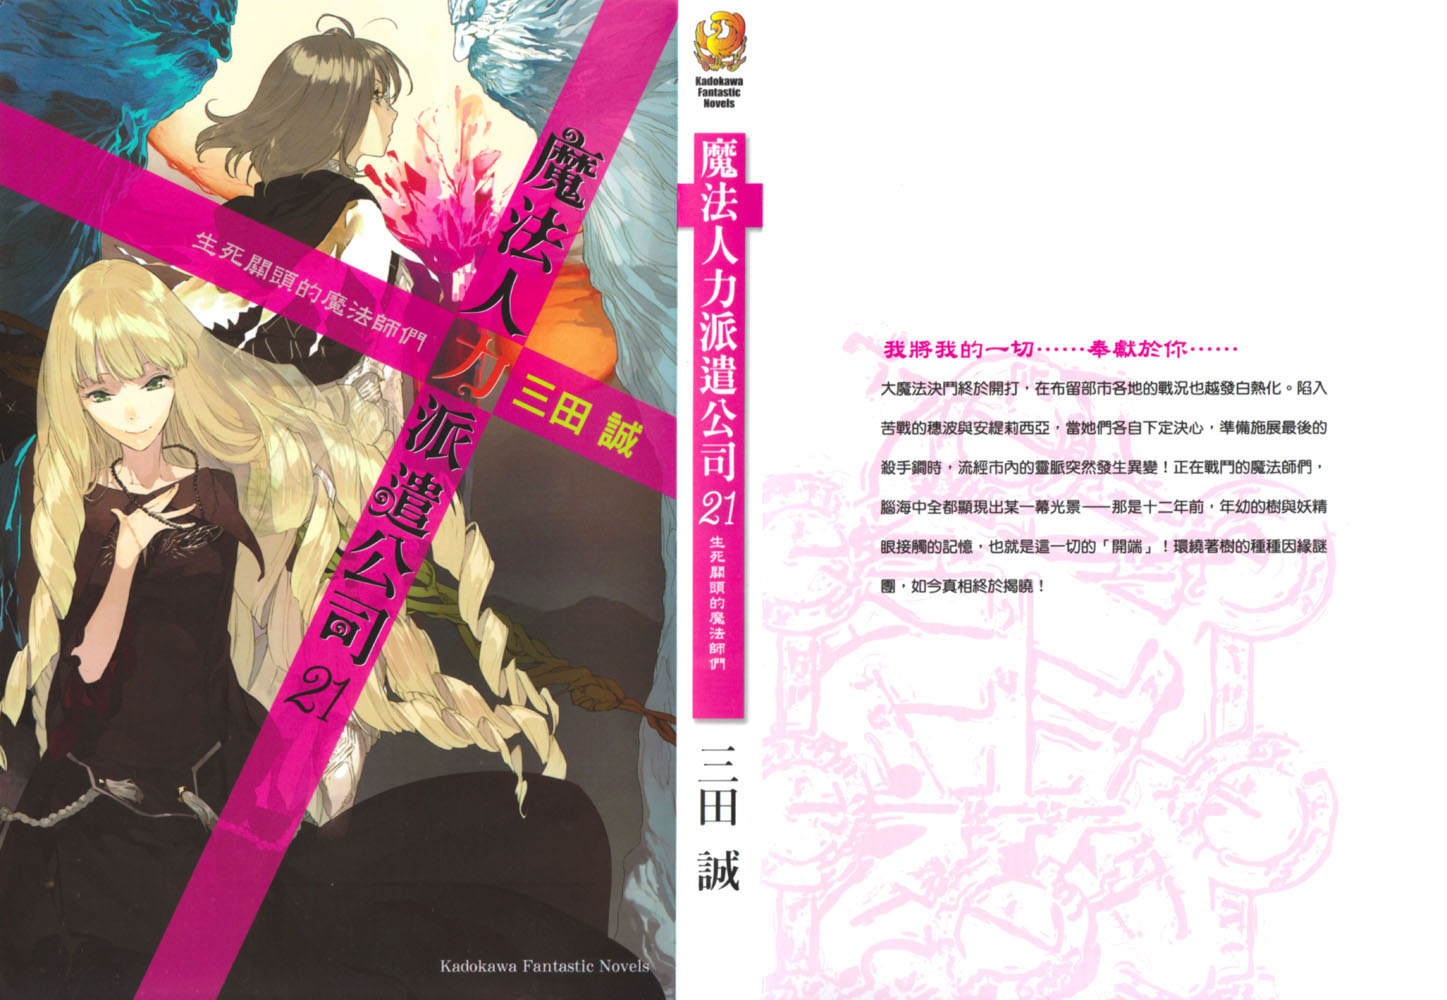 魔法人力派遣公司 21
生死關頭的魔法師們
三田 誠
Kadokawa Fantastic Novels
Kadokawa
Fantastic
Novels
魔法人力派遣公司 21 生死關頭的魔法師們
三田 誠
我將我的一切⋯⋯奉獻於你⋯⋯
大魔法決鬥終於開打，在布留部市各地的戰況也越發白熱化。陷入
苦戰的穗波與安緹莉西亞，當她們各自下定決心，準備施展最後的
殺手鐧時，流經市內的靈脈突然發生異變！正在戰鬥的魔法師們，
腦海中全都顯現出某一幕光景——那是十二年前，年幼的樹與妖精
眼接觸的記憶，也就是這一切的「開端」！環繞著樹的種種因緣謎
團，如今真相終於揭曉！